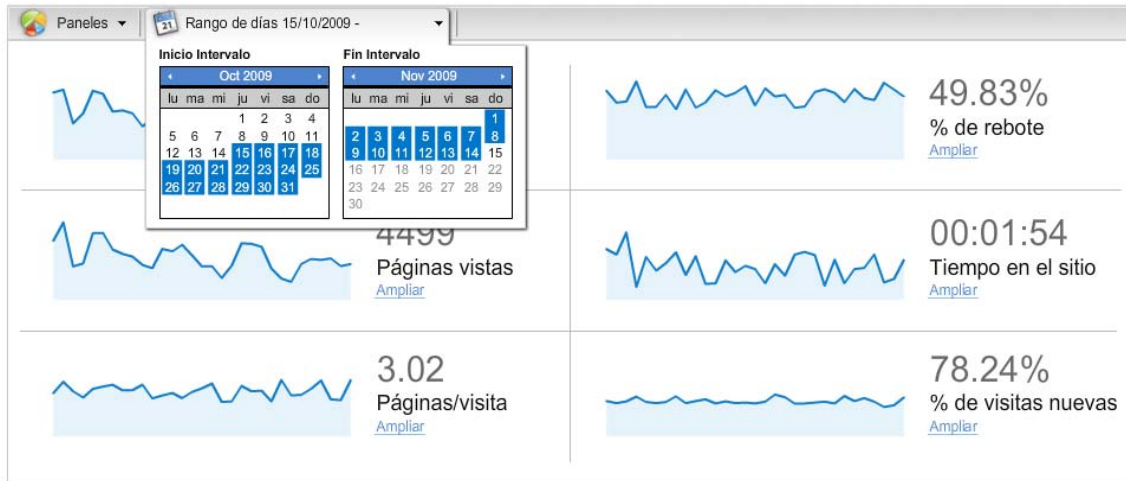 Paneles
Rango de días 15/10/2009 -
Inicio Intervalo
Oct 2009
lu ma mi ju vi sa do
1 2 3 4
5 6 7 8 9 10 11
12 13 14 15 16 17 18
19 20 21 22 23 24 25
26 27 28 29 30 31
Fin Intervalo
Nov 2009
lu ma mi ju vi sa do
1
2 3 4 5 6 7 8
9 10 11 12 13 14 15
16 17 18 19 20 21 22
23 24 25 26 27 28 29
30
49.83%
% de rebote
Ampliar
4499
Páginas vistas
Ampliar
00:01:54
Tiempo en el sitio
Ampliar
3.02
Páginas/visita
Ampliar
78.24%
% de visitas nuevas
Ampliar